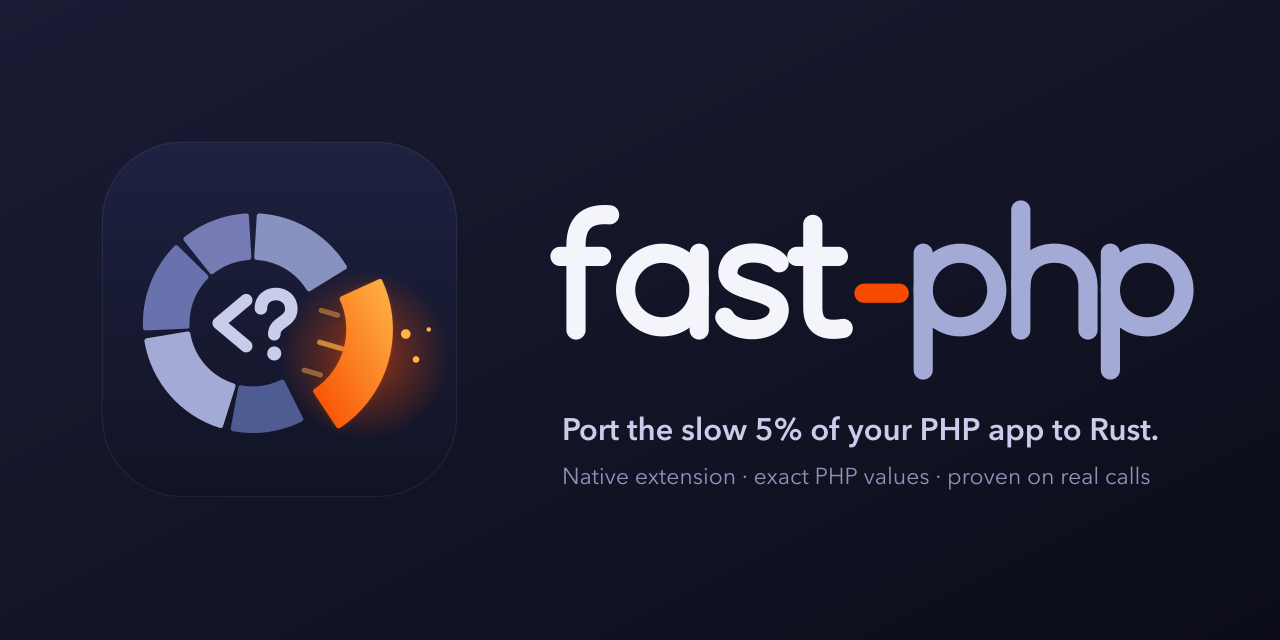 <?
fast-php
Port the slow 5% of your PHP app to Rust.
Native extension · exact PHP values · proven on real calls